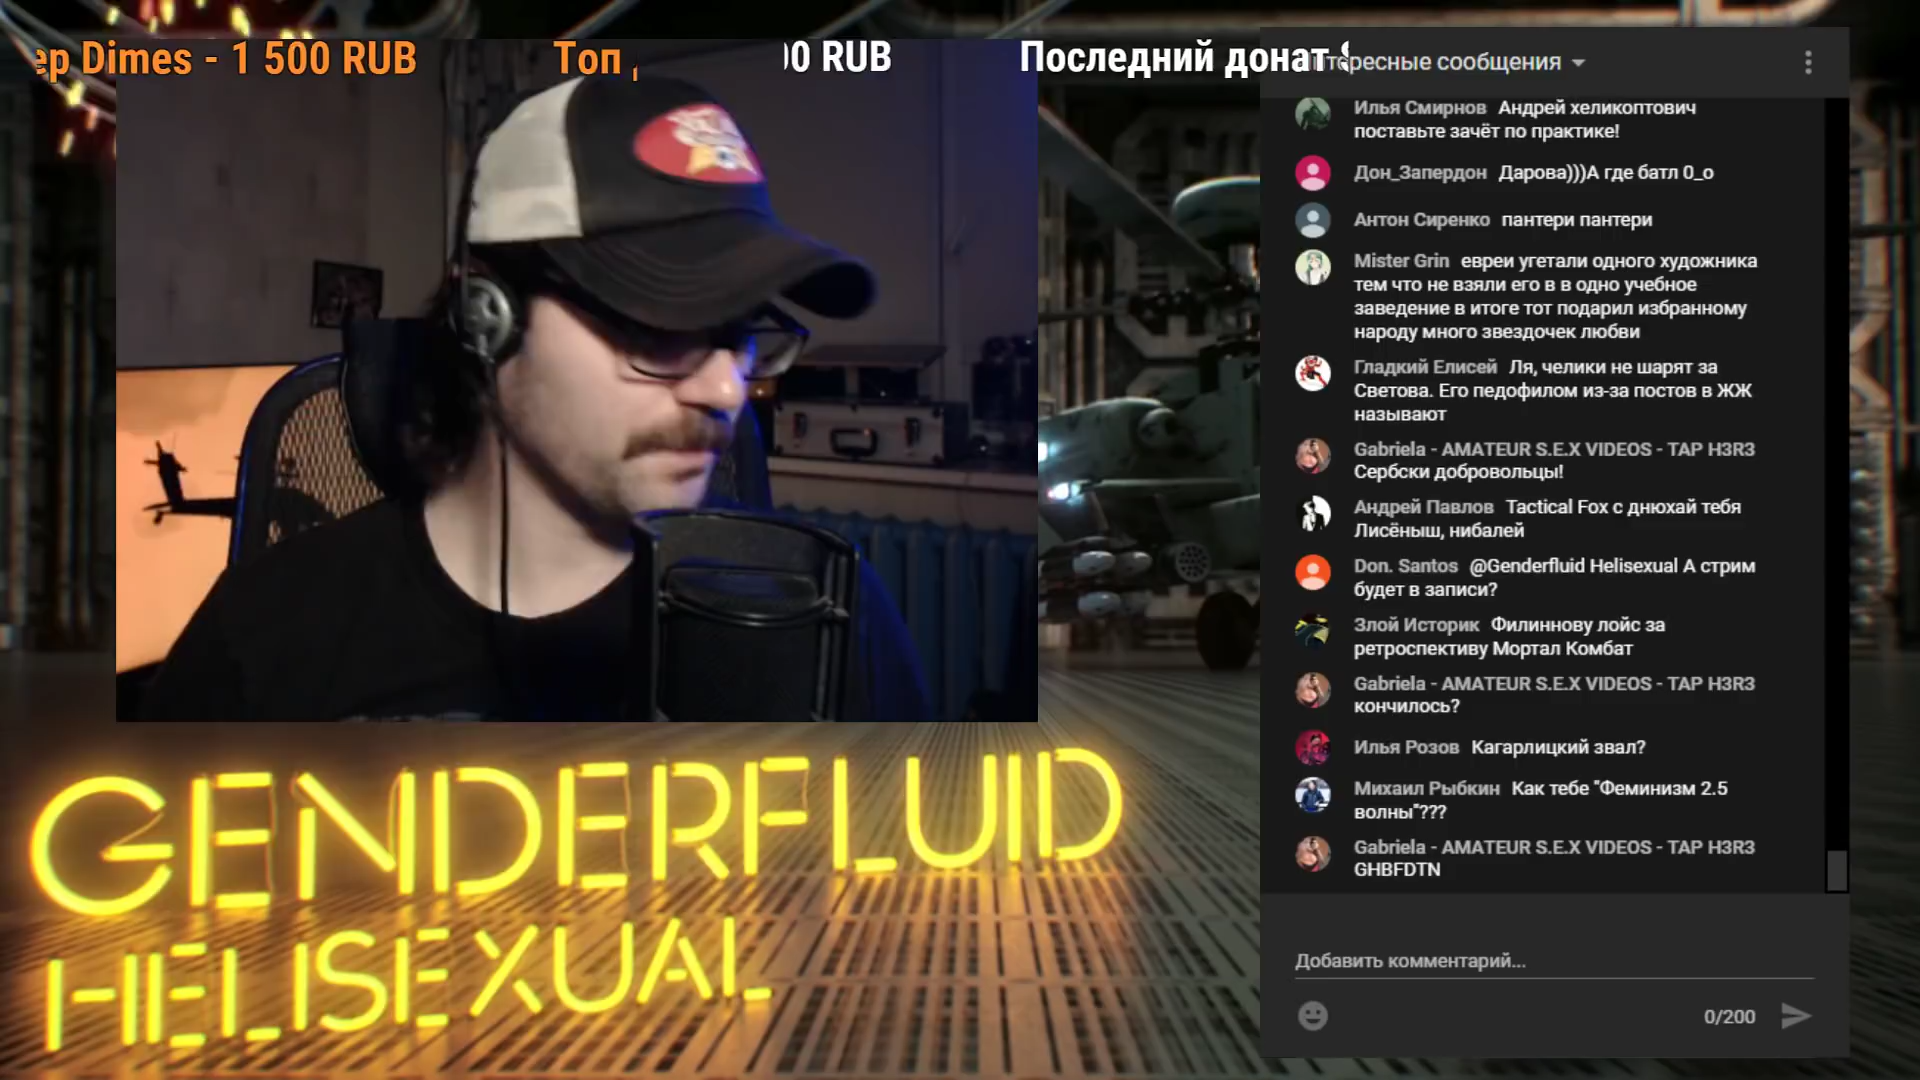 ер Dimes - 1 500 RUB
Топ
00 RUB
Последний донат
тересные сообщения
Илья Смирнов Андрей хеликоптович
поставьте зачёт по практике!
Дон_Запердон Дарова)))А где батл 0_о
Антон Сиренко пантери пантери
Mister Grin евреи угетали одного художника
тем что не взяли его в в одно учебное
заведение в итоге тот подарил избранному
народу много звездочек любви
Гладкий Елисей Ля, челики не шарят за
Светова. Его педофилом из-за постов в ЖЖ
называют
Gabriela - AMATEUR S.E.X VIDEOS - TAP H3R3
Сербски добровольцы!
Андрей Павлов Tactical Fox с днюхай тебя
Лисёныш, нибалей
Don. Santos @Genderfluid Helisexual А стрим
будет в записи?
Злой Историк Филиннову лойс за
ретроспективу Мортал Комбат
Gabriela - AMATEUR S.E.X VIDEOS - TAP H3R3
кончилось?
Илья Розов Кагарлицкий звал?
Михаил Рыбкин Как тебе "Феминизм 2.5
волны"???
Gabriela - AMATEUR S.E.X VIDEOS - TAP H3R3
GHBFDTN
Добавить комментарий...
0/200
GENDERFLUID
HELISEXUAL